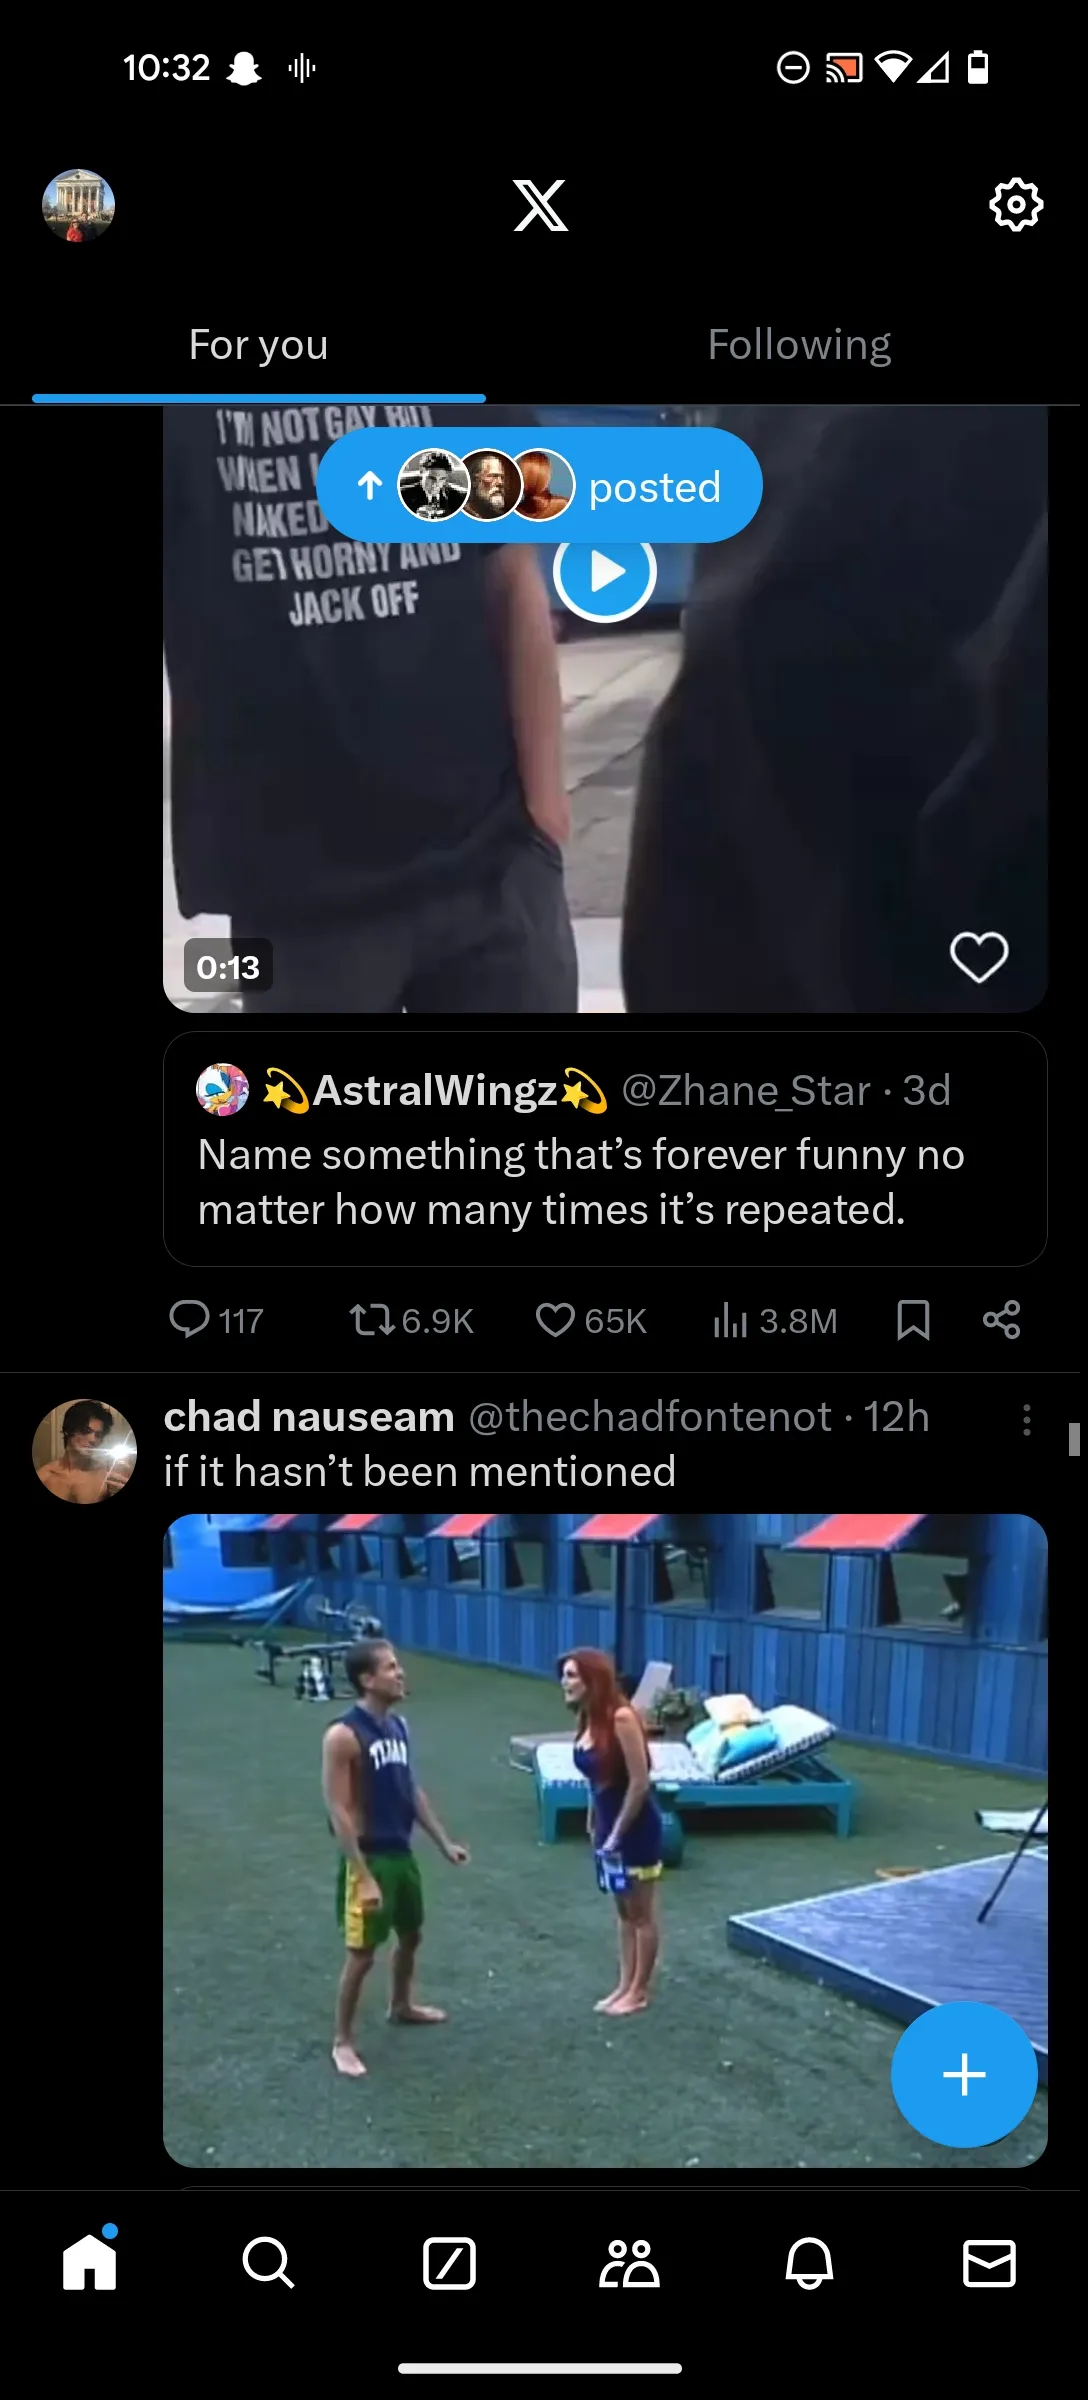 10:32
For you
Following
I'M NOT GAY BUT
WHEN I
NAKED
GET HORNY AND
JACK OFF
posted
0:13
AstralWingz @Zhane_Star · 3d
Name something that’s forever funny no
matter how many times it’s repeated.
117 6.9K 65K 3.8M
chad nauseam @thechadfontenot · 12h
if it hasn’t been mentioned